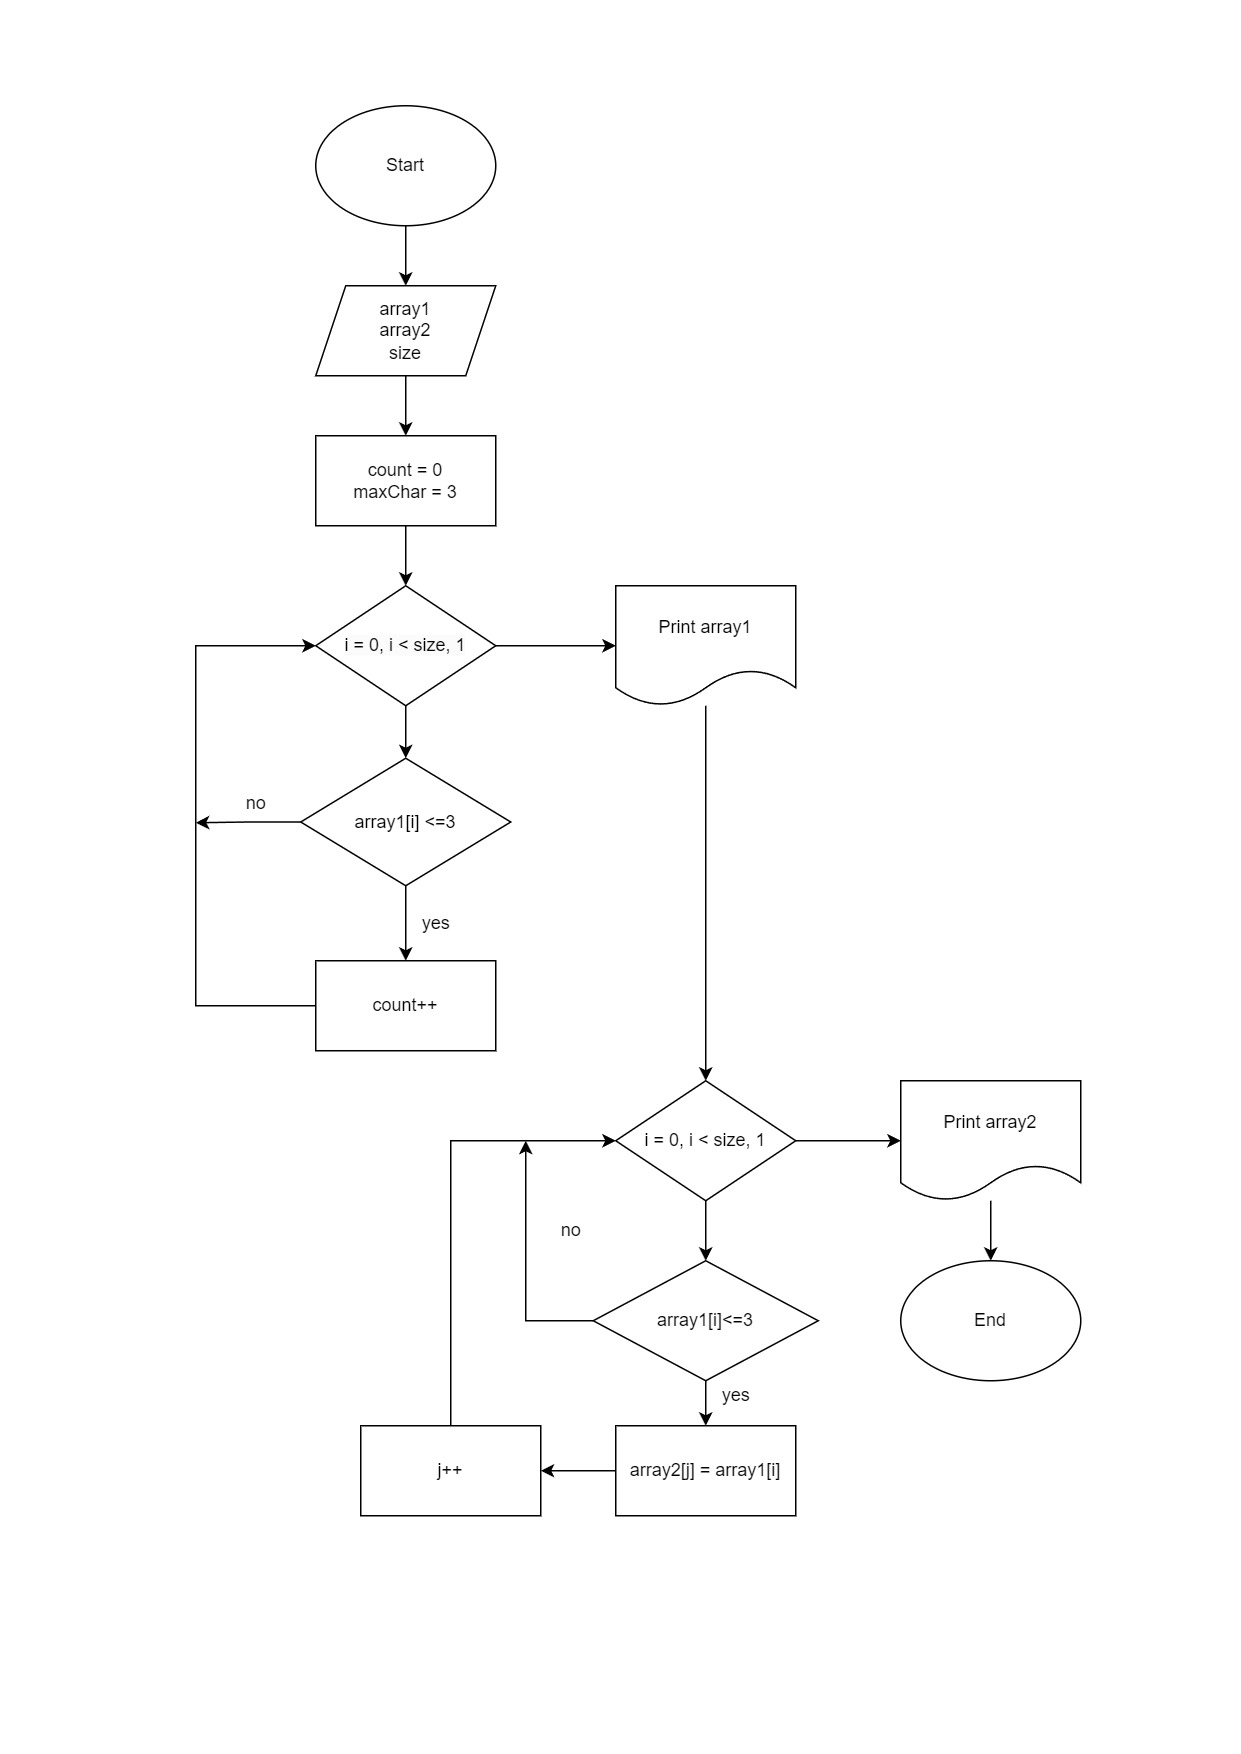 Start
array1
array2
size
count = 0
maxChar = 3
i = 0, i < size, 1
Print array1
no
array1[i] <=3
yes
count++
i = 0, i < size, 1
Print array2
no
array1[i]<=3
End
yes
j++
array2[j] = array1[i]